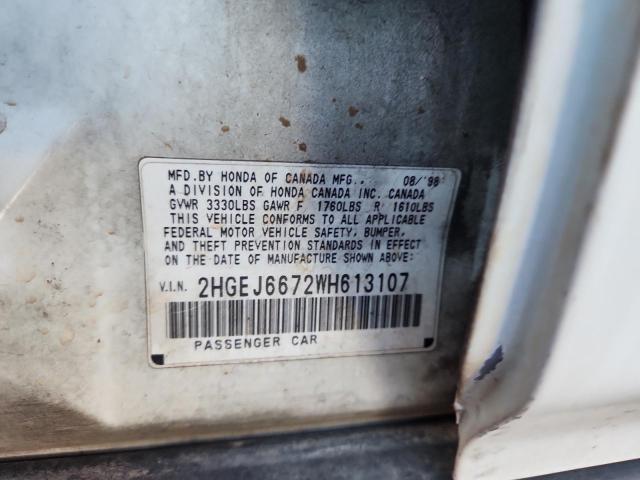 MFD.BY HONDA OF CANADA MFG., 08/'98
A DIVISION OF HONDA CANADA INC. CANADA
GVWR 3330LBS GAWR F 1760LBS R 1610LBS
THIS VEHICLE CONFORMS TO ALL APPLICABLE
FEDERAL MOTOR VEHICLE SAFETY, BUMPER,
AND THEFT PREVENTION STANDARDS IN EFFECT
ON THE DATE OF MANUFACTURE SHOWN ABOVE:
V.I.N. 2HGEJ6672WH613107
PASSENGER CAR